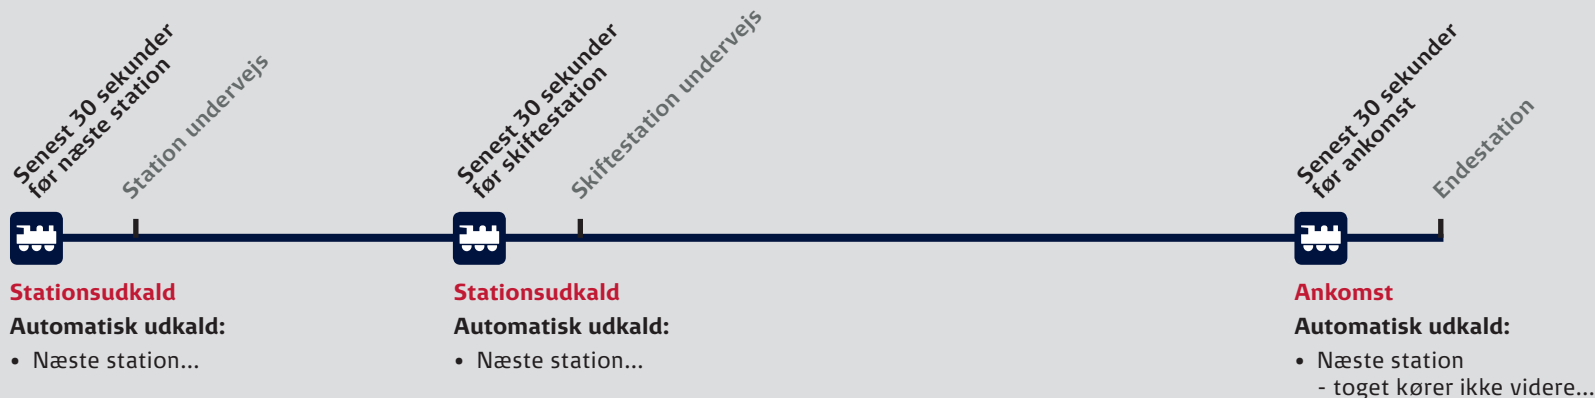 Senest 30 sekunder
før næste station
Station undervejs
Senest 30 sekunder
før skiftestation
Skiftestation undervejs
Senest 30 sekunder
før ankomst
Endestation
Stationsudkald
Automatisk udkald:
• Næste station...
Stationsudkald
Automatisk udkald:
• Næste station...
Ankomst
Automatisk udkald:
• Næste station
- toget kører ikke videre...